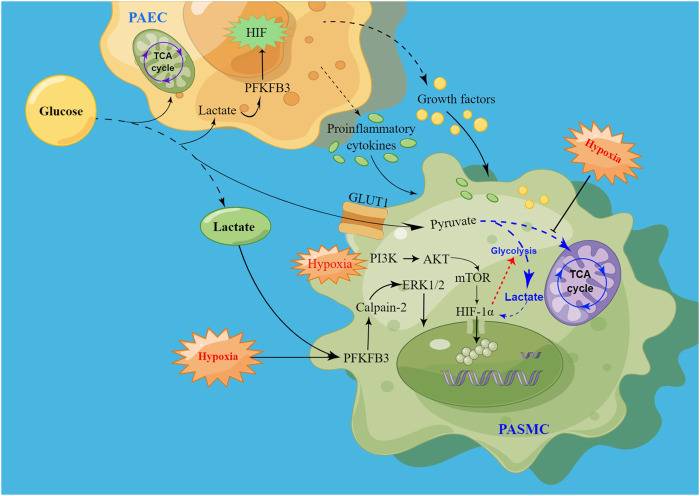 PAEC
HIF
TCA
cycle
PFKFB3
Lactate
Glucose
Growth factors
Proinflammatory
cytokines
Hypoxia
GLUT1
Pyruvate
Lactate
Glycolysis
Hypoxia
PI3K
AKT
mTOR
TCA
cycle
ERK1/2
Lactate
Calpain-2
HIF-1α
Hypoxia
PFKFB3
PASMC